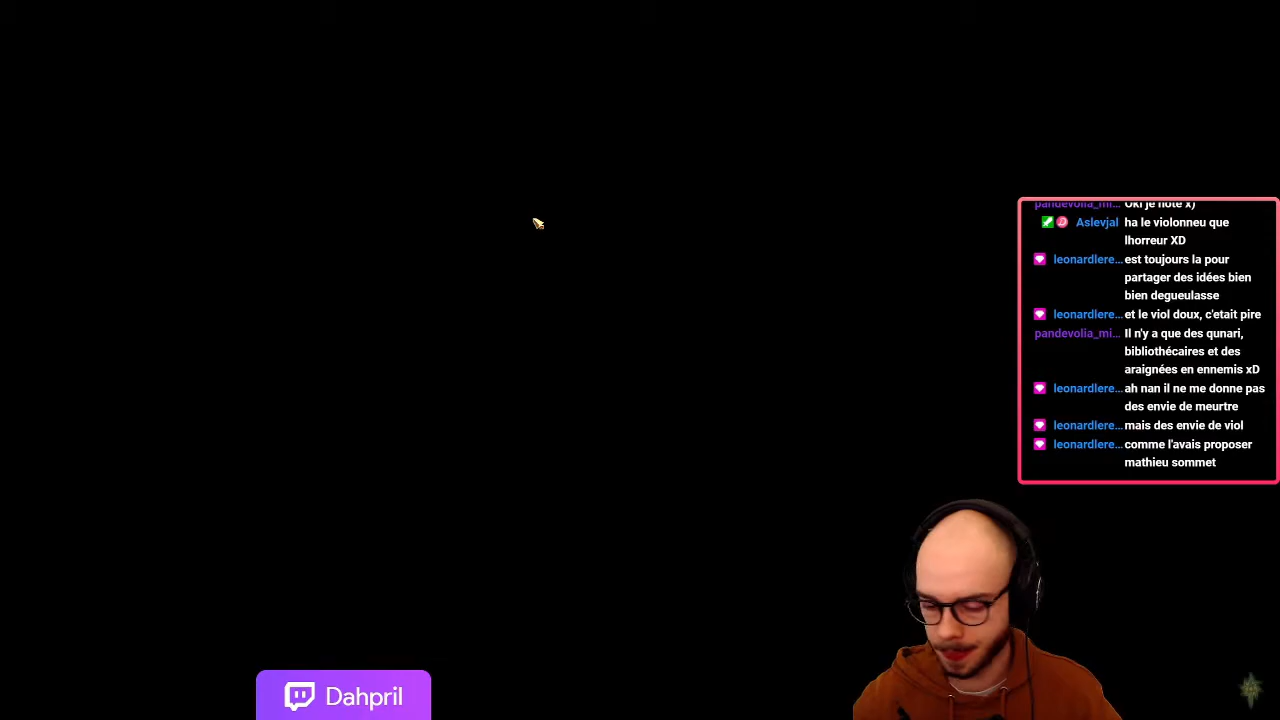 pandevolia_mi... Oki je note x)
Aslevjal ha le violonneu que
lhorreur XD
leonardlere... est toujours la pour
partager des idées bien
bien degueulasse
leonardlere... et le viol doux, c'etait pire
pandevolia_mi... Il n'y a que des qunari,
bibliothécaires et des
araignées en ennemis xD
leonardlere... ah nan il ne me donne pas
des envie de meurtre
leonardlere... mais des envie de viol
leonardlere... comme l'avais proposer
mathieu sommet
Dahpril